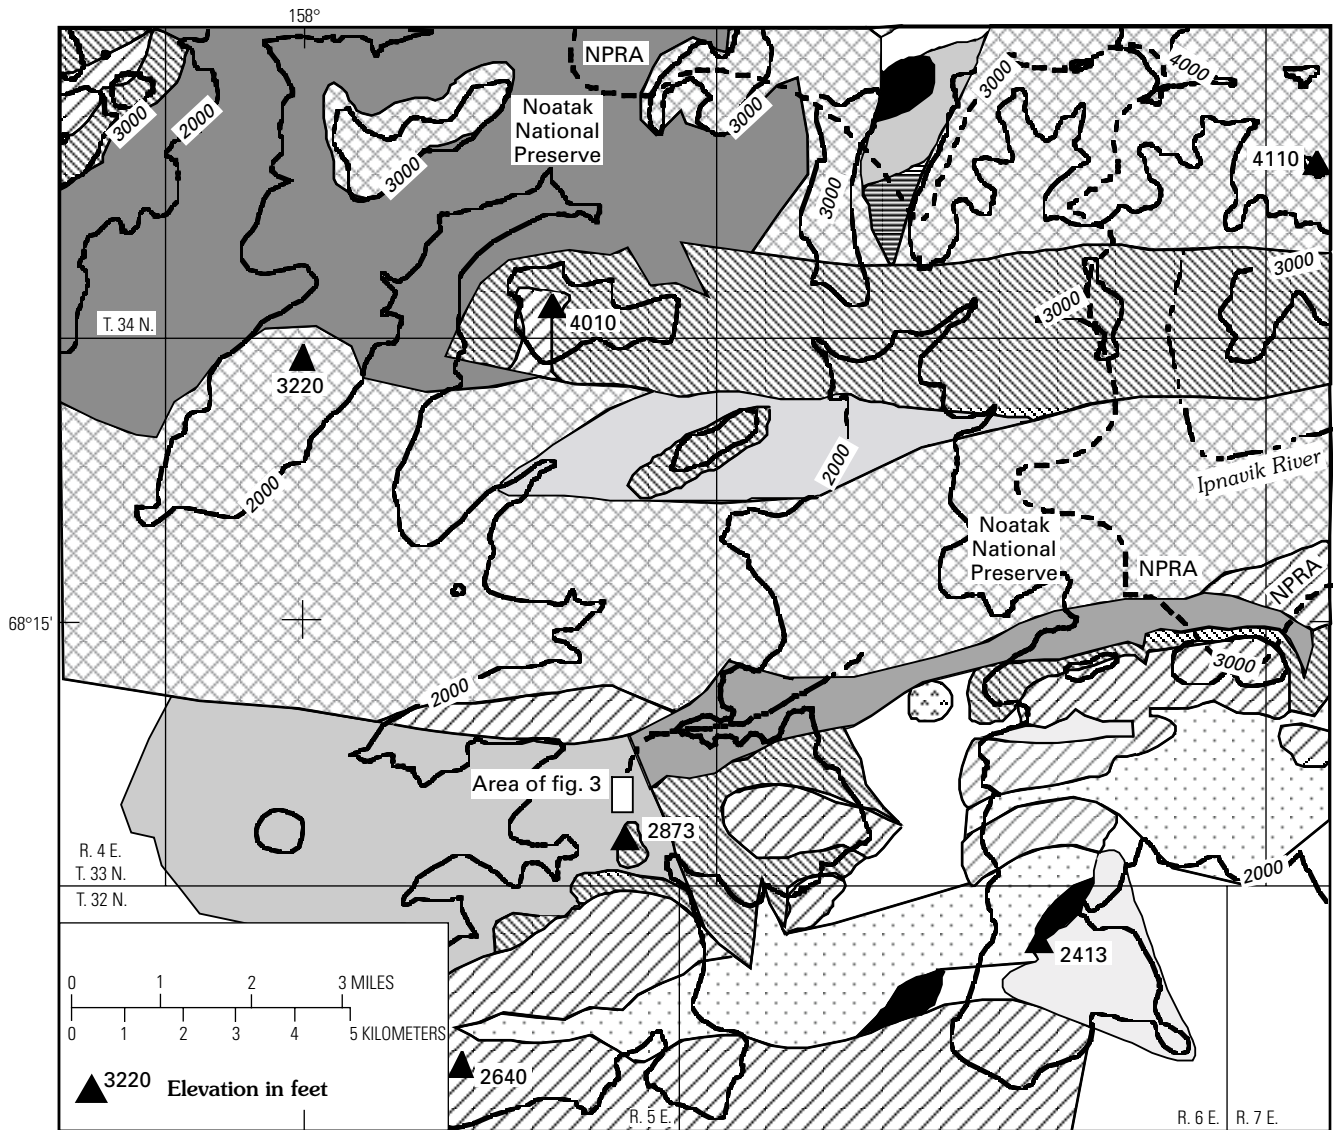 158°
NPRA
Noatak
National
Preserve
3000
2000
3000
3000
3000
3000
4000
4110
3000
3000
T. 34 N.
4010
3220
2000
2000
Ipnavik River
Noatak
National
Preserve
NPRA
NPRA
68°15'
3000
2000
Area of fig. 3
2873
R. 4 E.
T. 33 N.
T. 32 N.
2000
2413
0 1 2 3 MILES
0 1 2 3 4 5 KILOMETERS
3220 Elevation in feet
2640
R. 5 E.
R. 6 E.
R. 7 E.